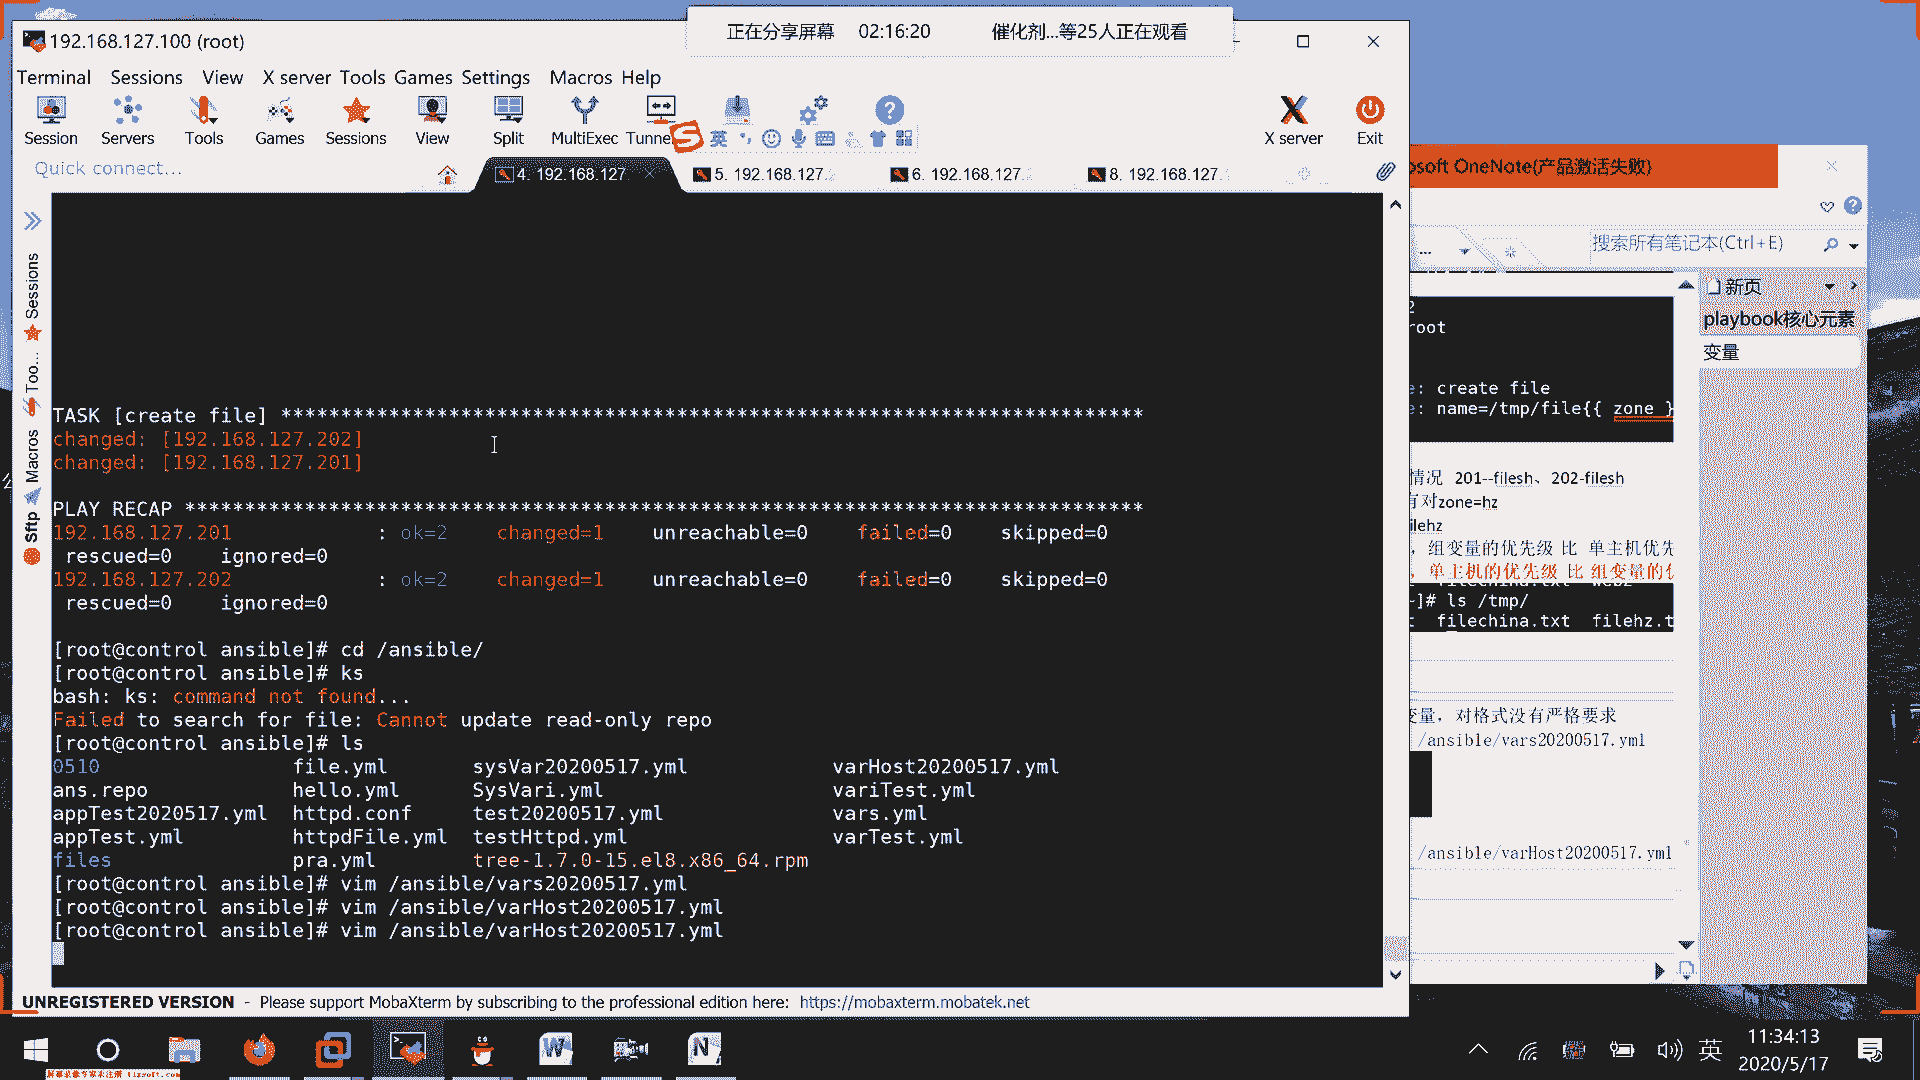 正在分享屏幕 02:16:20 催化剂...等25人正在观看
192.168.127.100 (root)
Terminal Sessions View X server Tools Games Settings Macros Help
Session Servers Tools Games Sessions View Split MultiExec Tunne X server Exit
英
Quick connect...
4. 192.168.127. 5. 192.168.127. 6. 192.168.127. 8. 192.168.127.
Sessions
Too...
Macros
Sftp
TASK [create file] ************************************************************************
changed: [192.168.127.202]
changed: [192.168.127.201]
PLAY RECAP ********************************************************************************
192.168.127.201 : ok=2 changed=1 unreachable=0 failed=0 skipped=0
rescued=0 ignored=0
192.168.127.202 : ok=2 changed=1 unreachable=0 failed=0 skipped=0
rescued=0 ignored=0
[root@control ansible]# cd /ansible/
[root@control ansible]# ks
bash: ks: command not found...
Failed to search for file: Cannot update read-only repo
[root@control ansible]# ls
0510 file.yml sysVar20200517.yml varHost20200517.yml
ans.repo hello.yml SysVari.yml variTest.yml
appTest2020517.yml httpd.conf test20200517.yml vars.yml
appTest.yml httpdFile.yml testHttpd.yml varTest.yml
files pra.yml tree-1.7.0-15.el8.x86_64.rpm
[root@control ansible]# vim /ansible/vars20200517.yml
[root@control ansible]# vim /ansible/varHost20200517.yml
[root@control ansible]# vim /ansible/varHost20200517.yml
UNREGISTERED VERSION - Please support MobaXterm by subscribing to the professional edition here: https://mobaxterm.mobatek.net
osoft OneNote(产品激活失败)
搜索所有笔记本(Ctrl+E)
新页
playbook核心元素
变量
root
e: create file
e: name=/tmp/file{{ zone }
情况 201--filesh、202-filesh
有对zone=hz
ilehz
，组变量的优先级 比 单主机优先
，单主机的优先级 比 组变量的优
~]# ls /tmp/
t filechina.txt filehz.t
变量，对格式没有严格要求
/ansible/vars20200517.yml
/ansible/varHost20200517.yml
英
11:34:13
2020/5/17